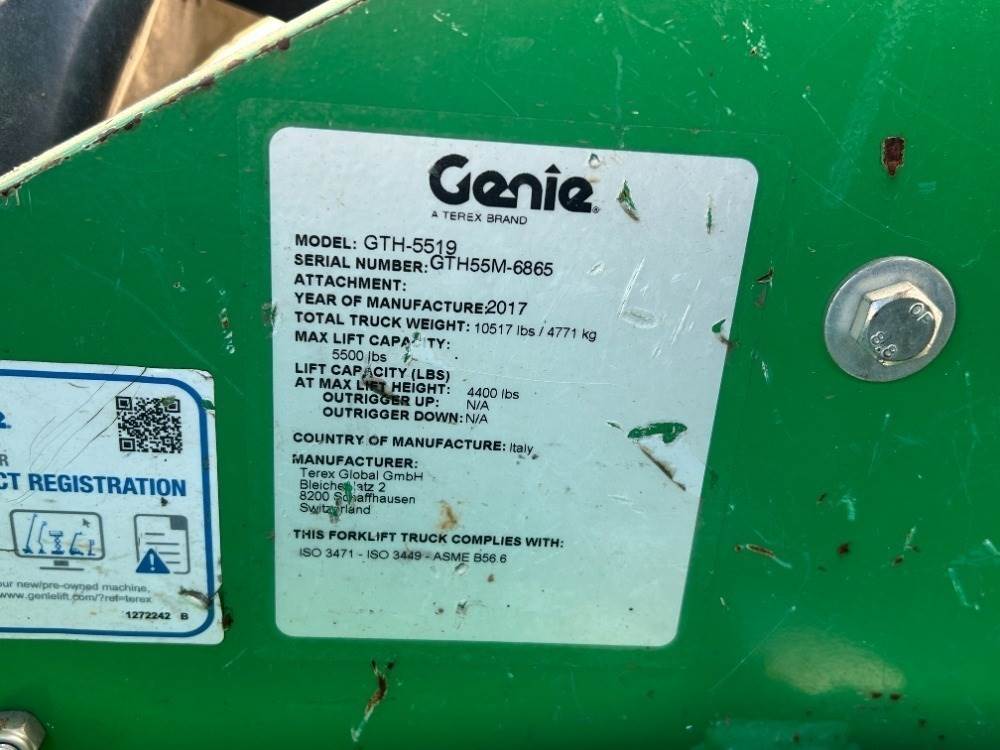 Genie®
A TEREX BRAND
MODEL: GTH-5519
SERIAL NUMBER: GTH55M-6865
ATTACHMENT:
YEAR OF MANUFACTURE: 2017
TOTAL TRUCK WEIGHT: 10517 lbs / 4771 kg
MAX LIFT CAPACITY:
5500 lbs
LIFT CAPACITY (LBS)
AT MAX LIFT HEIGHT: 4400 lbs
OUTRIGGER UP: N/A
OUTRIGGER DOWN: N/A
COUNTRY OF MANUFACTURE: Italy
MANUFACTURER:
Terex Global GmbH
Bleicheplatz 2
8200 Schaffhausen
Switzerland
THIS FORKLIFT TRUCK COMPLIES WITH:
ISO 3471 - ISO 3449 - ASME B56.6
CT REGISTRATION
ur new/pre-owned machine,
www.genielift.com/?ref=terex
1272242 B
8.8